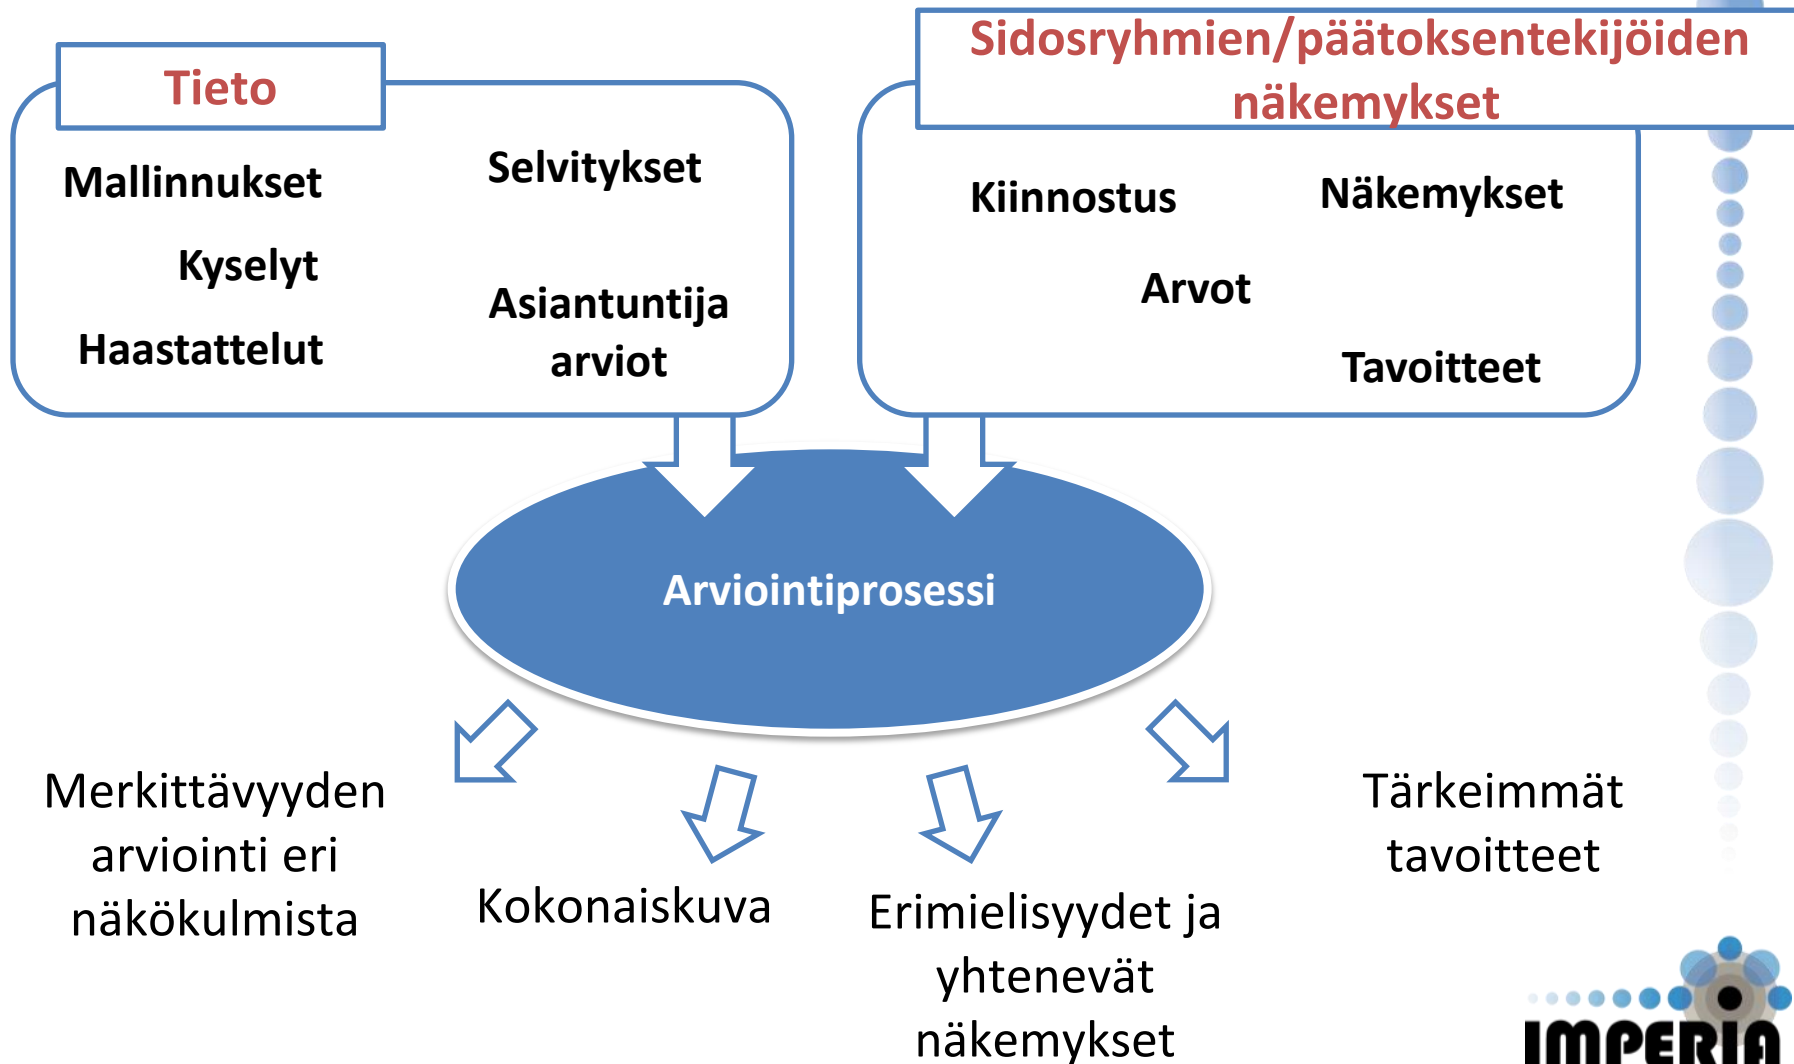 Tieto
Mallinnukset
Selvitykset
Kyselyt
Asiantuntija
arviot
Haastattelut
Sidosryhmien/päätoksentekijöiden
näkemykset
Kiinnostus
Näkemykset
Arvot
Tavoitteet
Arviointiprosessi
Merkittävyyden
arviointi eri
näkökulmista
Kokonaiskuva
Erimielisyydet ja
yhtenevät
näkemykset
Tärkeimmät
tavoitteet
IMPERIA